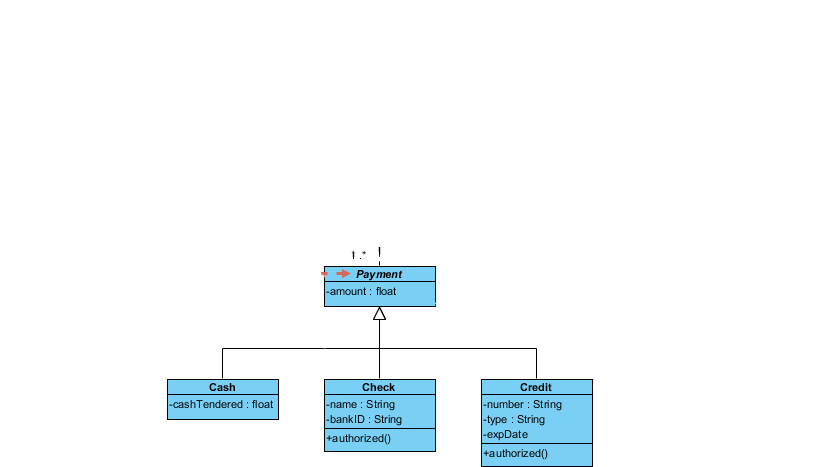 1..*
Payment
-amount : float
Cash
-cashTendered : float
Check
-name : String
-bankID : String
+authorized()
Credit
-number : String
-type : String
-expDate
+authorized()